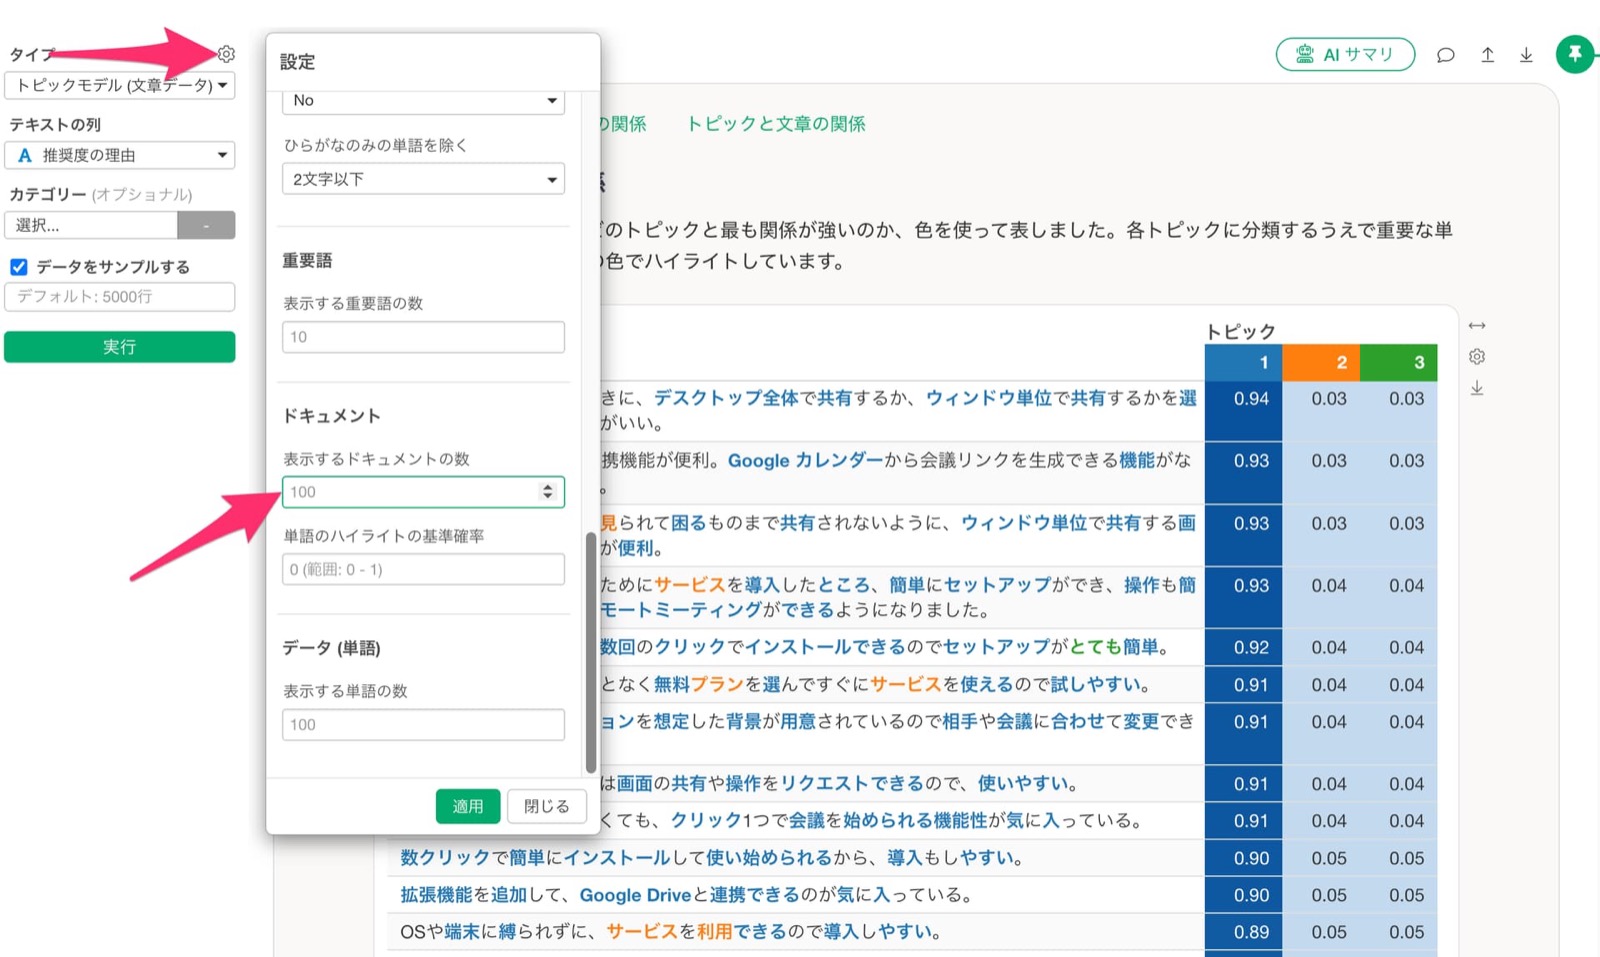 タイプ
トピックモデル (文章データ)
テキストの列
A 推奨度の理由
カテゴリー (オプショナル)
選択...
-
データをサンプルする
デフォルト: 5000行
実行
設定
No
ひらがなのみの単語を除く
2文字以下
重要語
表示する重要語の数
10
ドキュメント
表示するドキュメントの数
100
単語のハイライトの基準確率
0 (範囲: 0 - 1)
データ (単語)
表示する単語の数
100
適用 閉じる
AI サマリ
の関係 トピックと文章の関係
のトピックと最も関係が強いのか、色を使って表しました。各トピックに分類するうえで重要な単
の色でハイライトしています。
トピック
1 2 3
きに、デスクトップ全体で共有するか、ウィンドウ単位で共有するかを選 0.94 0.03 0.03
がいい。
携機能が便利。Google カレンダーから会議リンクを生成できる機能がな 0.93 0.03 0.03
。
見られて困るものまで共有されないように、ウィンドウ単位で共有する画 0.93 0.03 0.03
が便利。
ためにサービスを導入したところ、簡単にセットアップができ、操作も簡 0.93 0.04 0.04
モートミーティングができるようになりました。
数回のクリックでインストールできるのでセットアップがとても簡単。 0.92 0.04 0.04
となく無料プランを選んですぐにサービスを使えるので試しやすい。 0.91 0.04 0.04
ョンを想定した背景が用意されているので相手や会議に合わせて変更でき 0.91 0.04 0.04
は画面の共有や操作をリクエストできるので、使いやすい。 0.91 0.04 0.04
くても、クリック1つで会議を始められる機能性が気に入っている。 0.91 0.04 0.04
数クリックで簡単にインストールして使い始められるから、導入もしやすい。 0.90 0.05 0.05
拡張機能を追加して、Google Driveと連携できるのが気に入っている。 0.90 0.05 0.05
OSや端末に縛られずに、サービスを利用できるので導入しやすい。 0.89 0.05 0.05